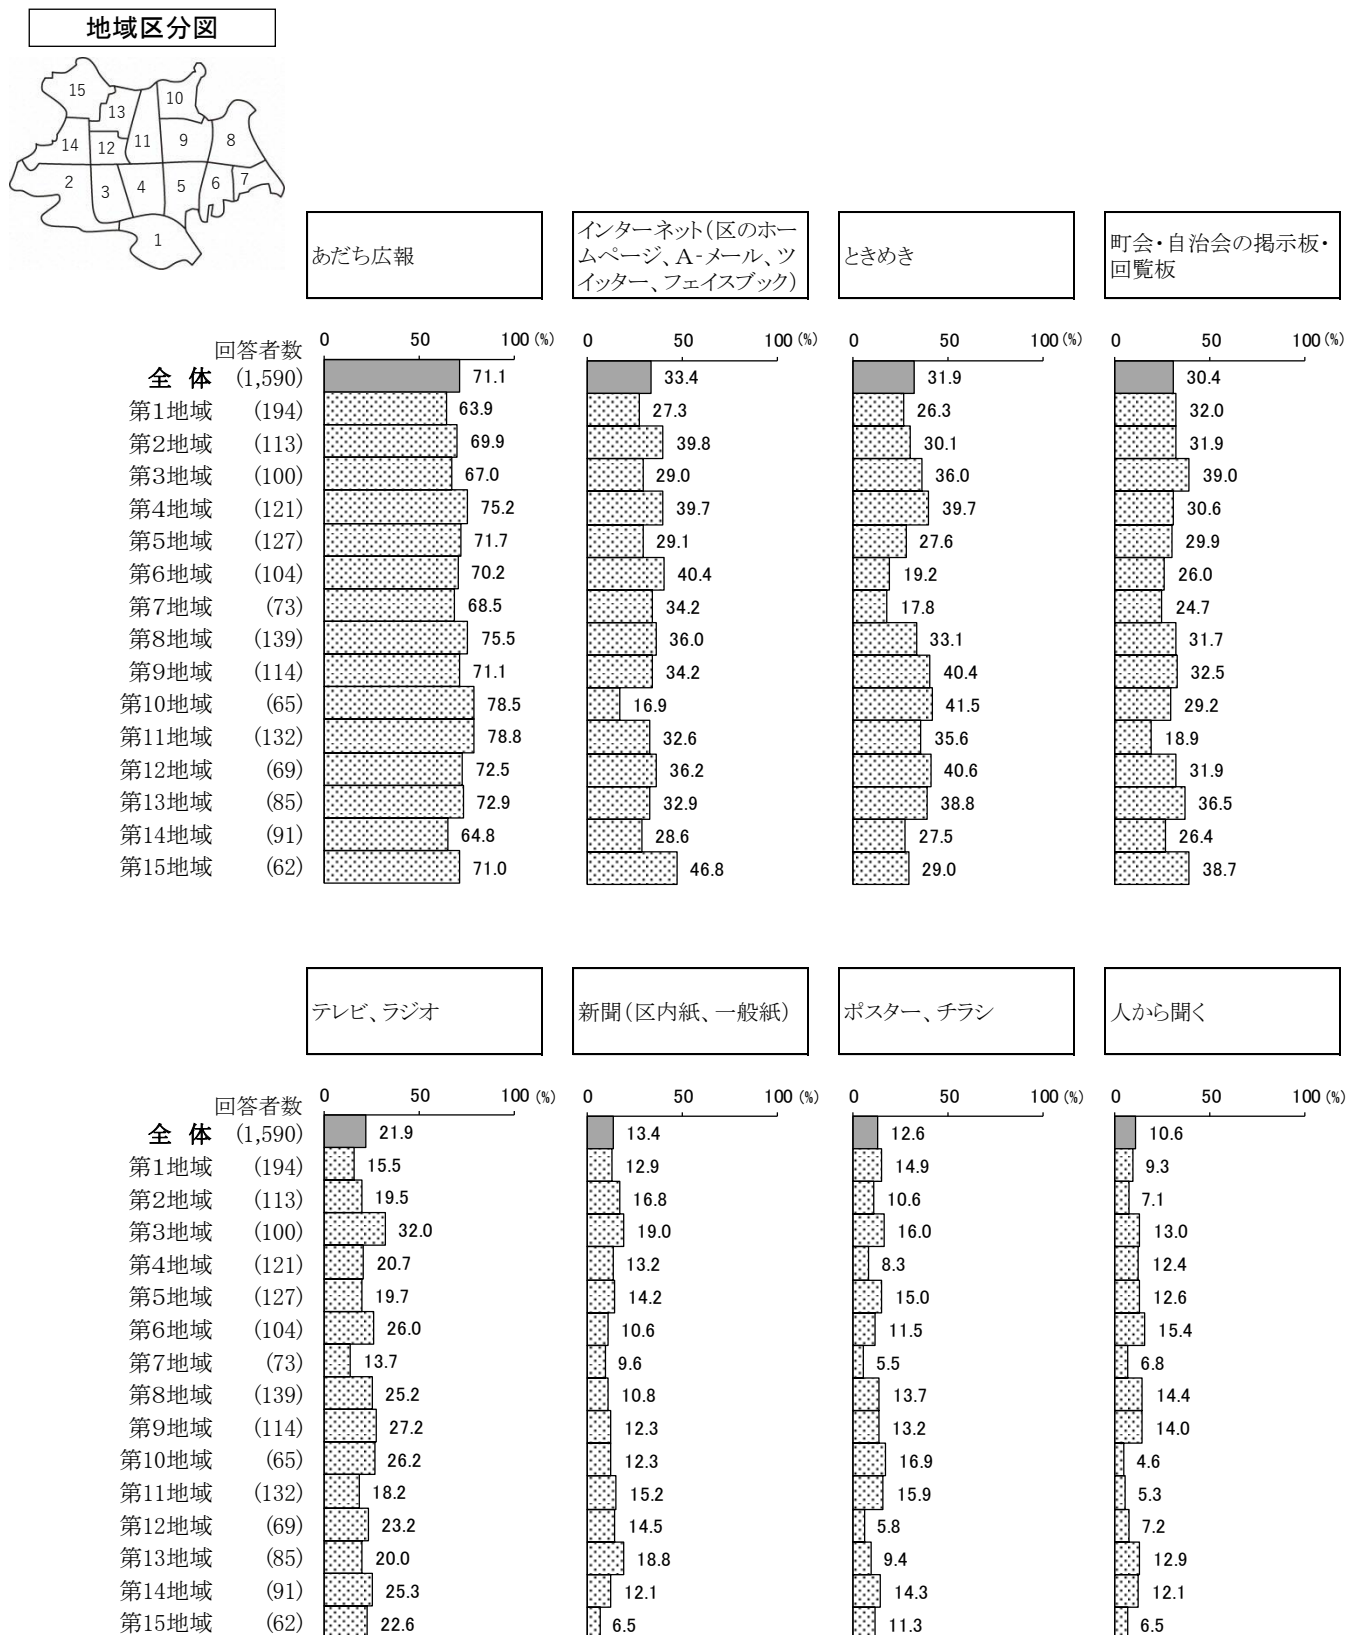 地域区分図
15
10
13
14
12
11
9
8
2
3
4
5
6
7
1
あだち広報
インターネット（区のホー
ムページ、A‐メール、ツ
イッター、フェイスブック）
ときめき
町会・自治会の掲示板・
回覧板
回答者数 0 50 100 (%) 0 50 100 (%) 0 50 100 (%) 0 50 100 (%)
全 体 (1,590) 71.1 33.4 31.9 30.4
第1地域 (194) 63.9 27.3 26.3 32.0
第2地域 (113) 69.9 39.8 30.1 31.9
第3地域 (100) 67.0 29.0 36.0 39.0
第4地域 (121) 75.2 39.7 39.7 30.6
第5地域 (127) 71.7 29.1 27.6 29.9
第6地域 (104) 70.2 40.4 19.2 26.0
第7地域 (73) 68.5 34.2 17.8 24.7
第8地域 (139) 75.5 36.0 33.1 31.7
第9地域 (114) 71.1 34.2 40.4 32.5
第10地域 (65) 78.5 16.9 41.5 29.2
第11地域 (132) 78.8 32.6 35.6 18.9
第12地域 (69) 72.5 36.2 40.6 31.9
第13地域 (85) 72.9 32.9 38.8 36.5
第14地域 (91) 64.8 28.6 27.5 26.4
第15地域 (62) 71.0 46.8 29.0 38.7
テレビ、ラジオ
新聞（区内紙、一般紙）
ポスター、チラシ
人から聞く
回答者数 0 50 100 (%) 0 50 100 (%) 0 50 100 (%) 0 50 100 (%)
全 体 (1,590) 21.9 13.4 12.6 10.6
第1地域 (194) 15.5 12.9 14.9 9.3
第2地域 (113) 19.5 16.8 10.6 7.1
第3地域 (100) 32.0 19.0 16.0 13.0
第4地域 (121) 20.7 13.2 8.3 12.4
第5地域 (127) 19.7 14.2 15.0 12.6
第6地域 (104) 26.0 10.6 11.5 15.4
第7地域 (73) 13.7 9.6 5.5 6.8
第8地域 (139) 25.2 10.8 13.7 14.4
第9地域 (114) 27.2 12.3 13.2 14.0
第10地域 (65) 26.2 12.3 16.9 4.6
第11地域 (132) 18.2 15.2 15.9 5.3
第12地域 (69) 23.2 14.5 5.8 7.2
第13地域 (85) 20.0 18.8 9.4 12.9
第14地域 (91) 25.3 12.1 14.3 12.1
第15地域 (62) 22.6 6.5 11.3 6.5